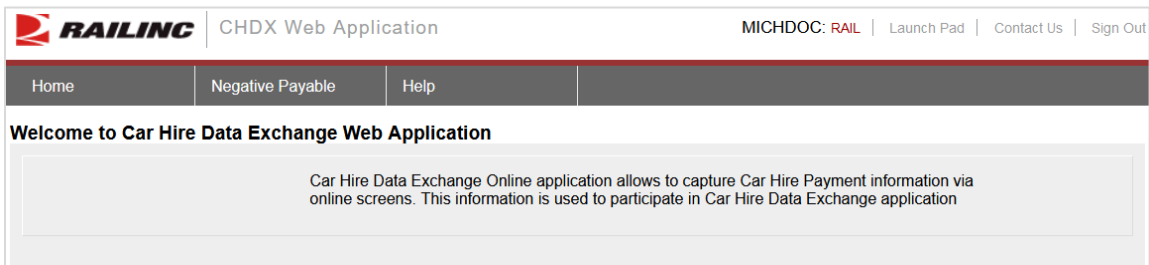 RAILINC CHDX Web Application MICHDOC: RAIL | Launch Pad | Contact Us | Sign Out
Home Negative Payable Help
Welcome to Car Hire Data Exchange Web Application
Car Hire Data Exchange Online application allows to capture Car Hire Payment information via
online screens. This information is used to participate in Car Hire Data Exchange application